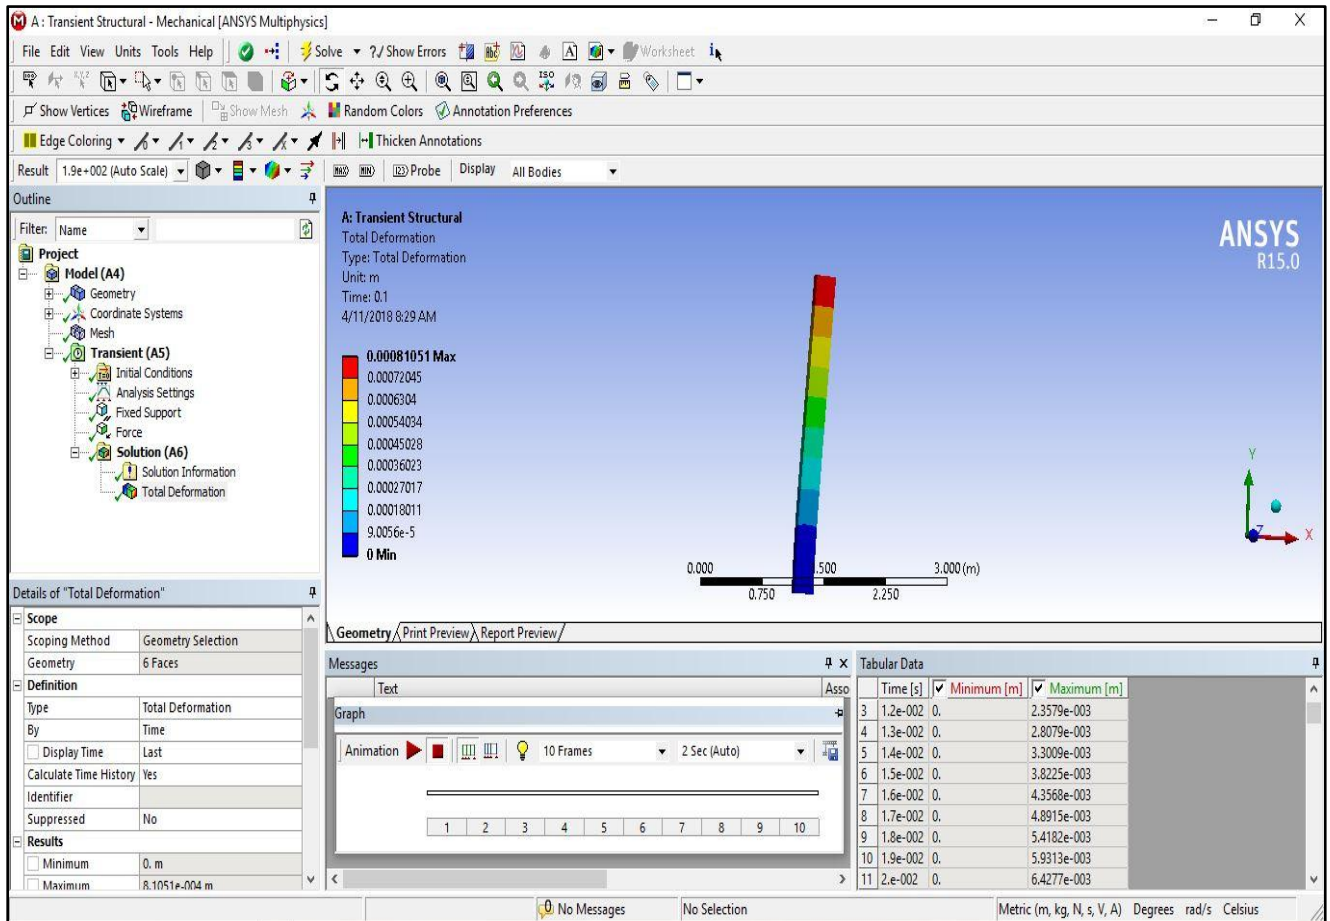 A : Transient Structural - Mechanical [ANSYS Multiphysics]
File Edit View Units Tools Help Solve ?/ Show Errors Worksheet
Show Vertices Wireframe Show Mesh Random Colors Annotation Preferences
Edge Coloring Thicken Annotations
Result 1.9e+002 (Auto Scale) MAX MIN Probe Display All Bodies
Outline
Filter: Name
Project
Model (A4)
Geometry
Coordinate Systems
Mesh
Transient (A5)
Initial Conditions
Analysis Settings
Fixed Support
Force
Solution (A6)
Solution Information
Total Deformation
A: Transient Structural
Total Deformation
Type: Total Deformation
Unit: m
Time: 0.1
4/11/2018 8:29 AM
0.00081051 Max
0.00072045
0.0006304
0.00054034
0.00045028
0.00036023
0.00027017
0.00018011
9.0056e-5
0 Min
ANSYS
R15.0
Y
Z
X
0.000 .500 3.000 (m)
0.750 2.250
Geometry Print Preview Report Preview
Details of "Total Deformation"
Scope
Scoping Method Geometry Selection
Geometry 6 Faces
Definition
Type Total Deformation
By Time
Display Time Last
Calculate Time History Yes
Identifier
Suppressed No
Results
Minimum 0. m
Maximum 8.1051e-004 m
Messages
Text Asso
Graph
Animation 10 Frames 2 Sec (Auto)
1 2 3 4 5 6 7 8 9 10
Tabular Data
Time [s] Minimum [m] Maximum [m]
3 1.2e-002 0. 2.3579e-003
4 1.3e-002 0. 2.8079e-003
5 1.4e-002 0. 3.3009e-003
6 1.5e-002 0. 3.8225e-003
7 1.6e-002 0. 4.3568e-003
8 1.7e-002 0. 4.8915e-003
9 1.8e-002 0. 5.4182e-003
10 1.9e-002 0. 5.9313e-003
11 2.e-002 0. 6.4277e-003
0 No Messages No Selection Metric (m, kg, N, s, V, A) Degrees rad/s Celsius